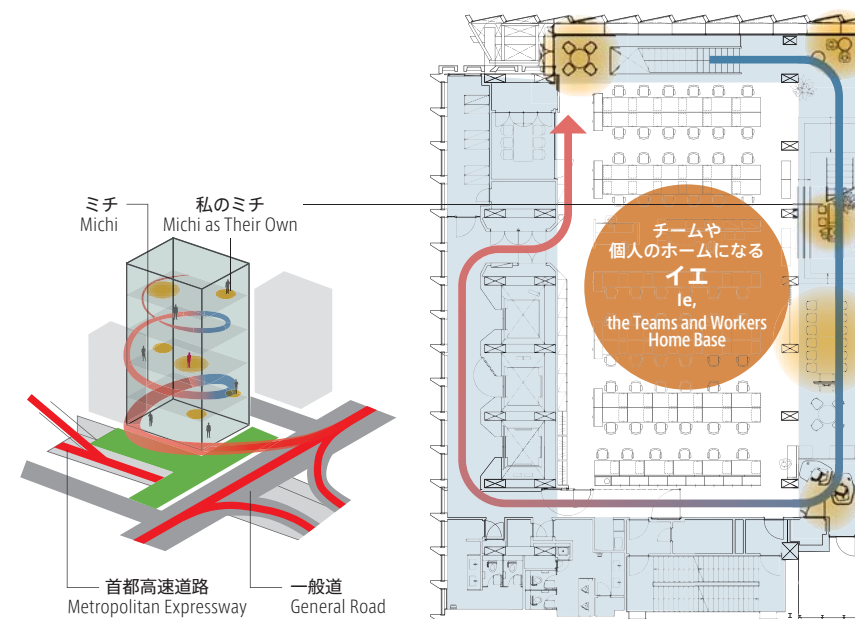 ミチ
Michi
私のミチ
Michi as Their Own
チームや
個人のホームになる
イエ
Ie,
the Teams and Workers
Home Base
首都高速道路
Metropolitan Expressway
一般道
General Road